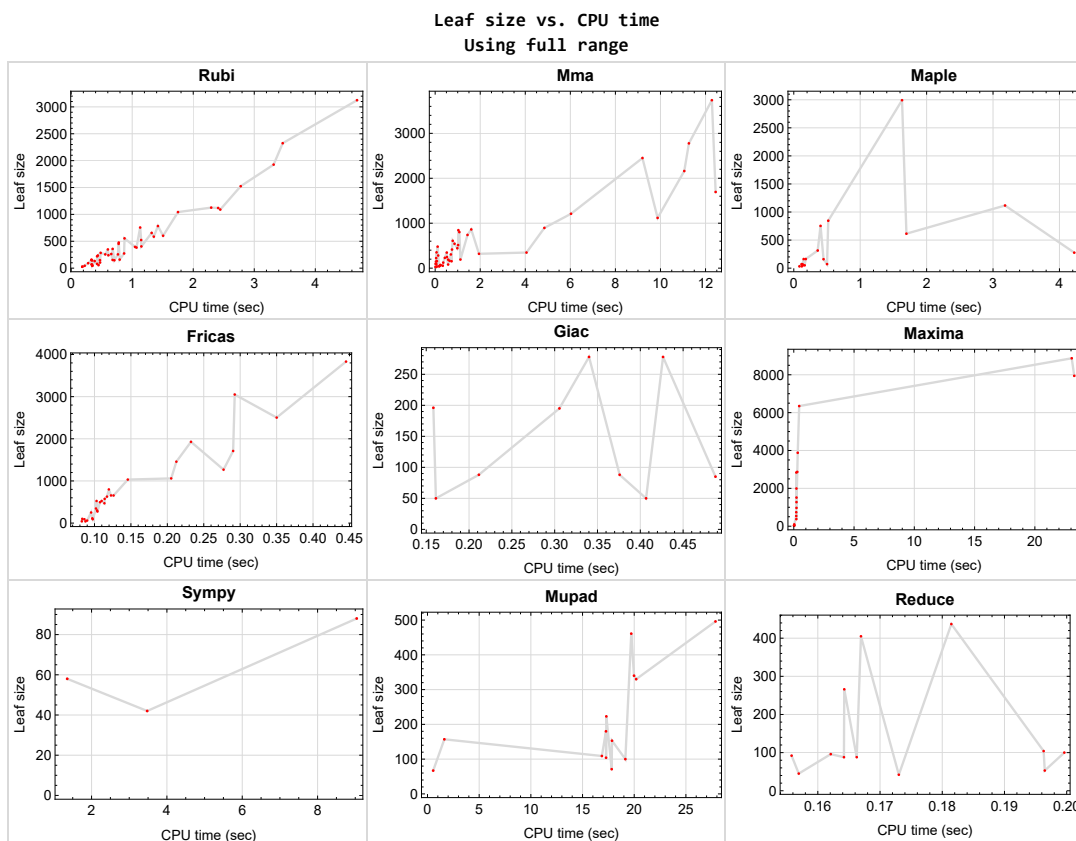 Leaf size vs. CPU time
Using full range
Rubi
Leaf size
3000
2500
2000
1500
1000
500
0
0 1 2 3 4
CPU time (sec)
Mma
Leaf size
3000
2000
1000
0
0 2 4 6 8 10 12
CPU time (sec)
Maple
Leaf size
3000
2500
2000
1500
1000
500
0
0 1 2 3 4
CPU time (sec)
Fricas
Leaf size
4000
3000
2000
1000
0
0.10 0.15 0.20 0.25 0.30 0.35 0.40 0.45
CPU time (sec)
Giac
Leaf size
250
200
150
100
50
0
0.15 0.20 0.25 0.30 0.35 0.40 0.45
CPU time (sec)
Maxima
Leaf size
8000
6000
4000
2000
0
0 5 10 15 20
CPU time (sec)
Sympy
Leaf size
80
60
40
20
0
2 4 6 8
CPU time (sec)
Mupad
Leaf size
500
400
300
200
100
0
0 5 10 15 20 25
CPU time (sec)
Reduce
Leaf size
400
300
200
100
0
0.16 0.17 0.18 0.19 0.20
CPU time (sec)